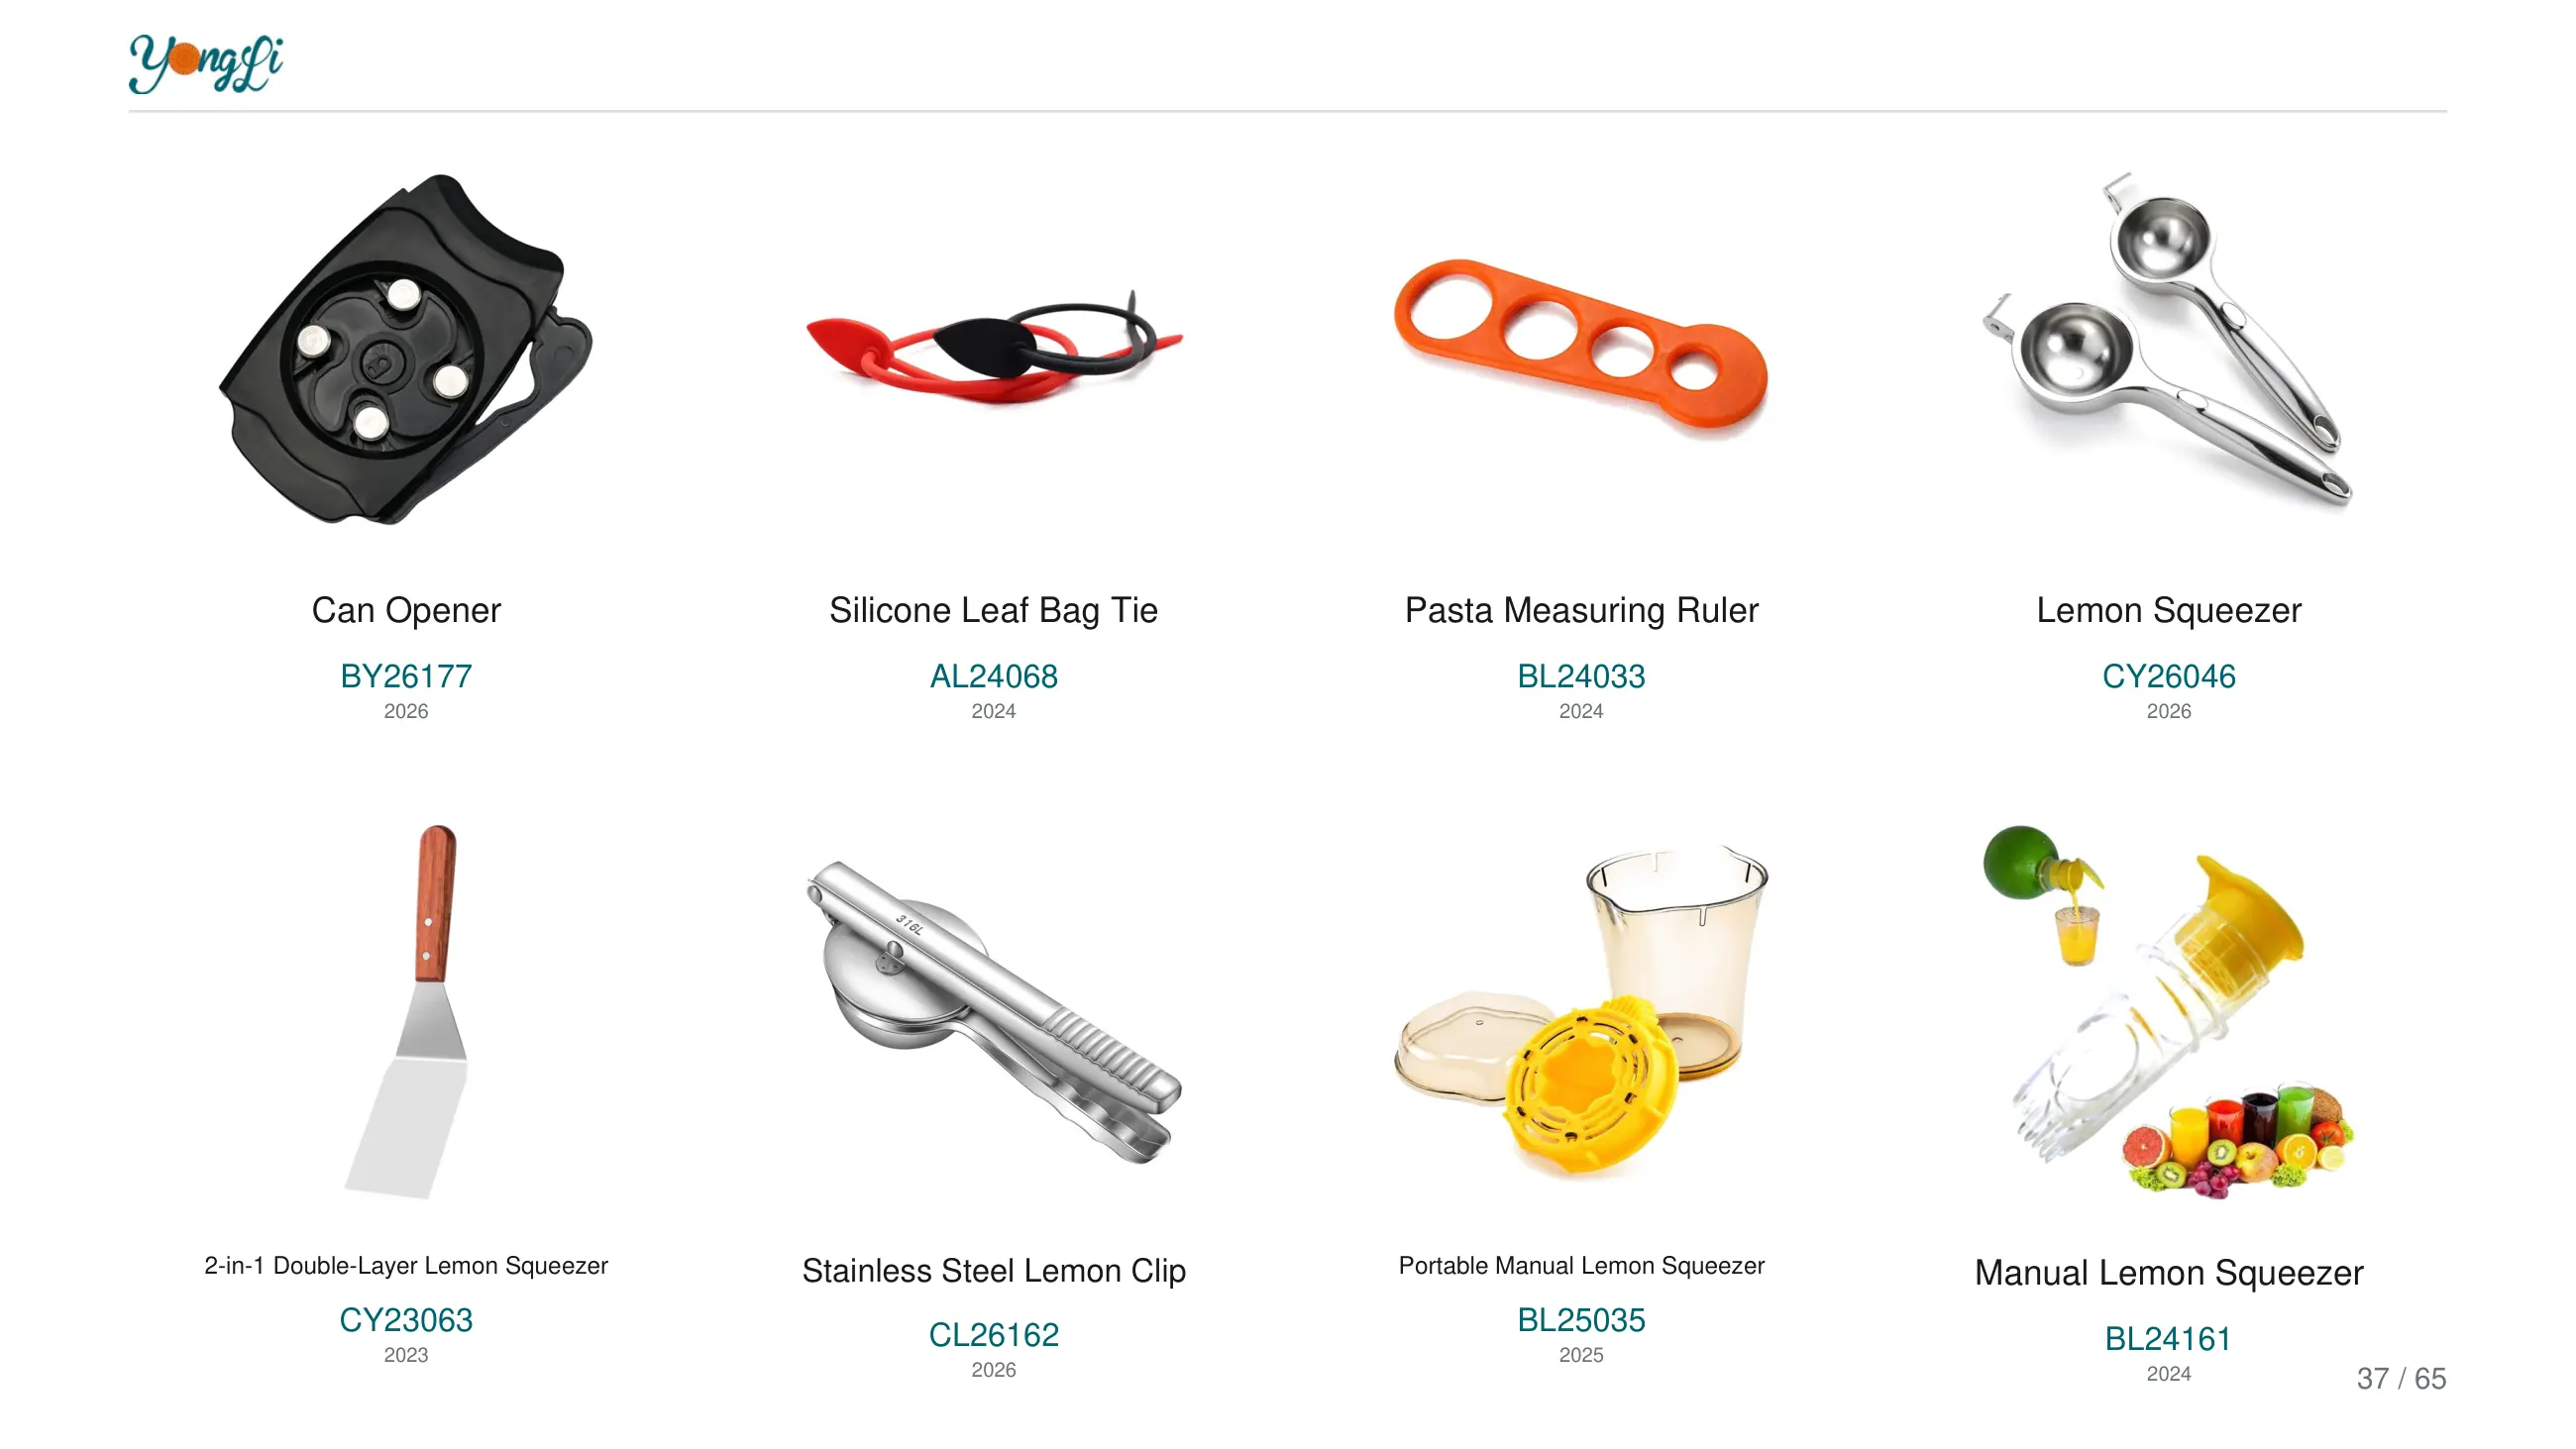 YongLi
Can Opener
BY26177
2026
Silicone Leaf Bag Tie
AL24068
2024
Pasta Measuring Ruler
BL24033
2024
Lemon Squeezer
CY26046
2026
2-in-1 Double-Layer Lemon Squeezer
CY23063
2023
316L
Stainless Steel Lemon Clip
CL26162
2026
Portable Manual Lemon Squeezer
BL25035
2025
Manual Lemon Squeezer
BL24161
2024
37 / 65